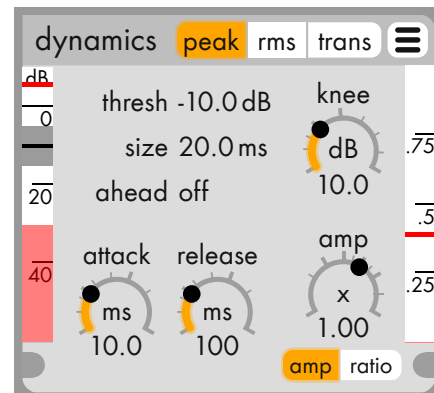 dynamics peak rms trans
dB
0
20
40
thresh -10.0 dB
size 20.0 ms
ahead off
knee
dB
10.0
attack
ms
10.0
release
ms
100
amp
x
1.00
amp ratio
.75
.5
.25